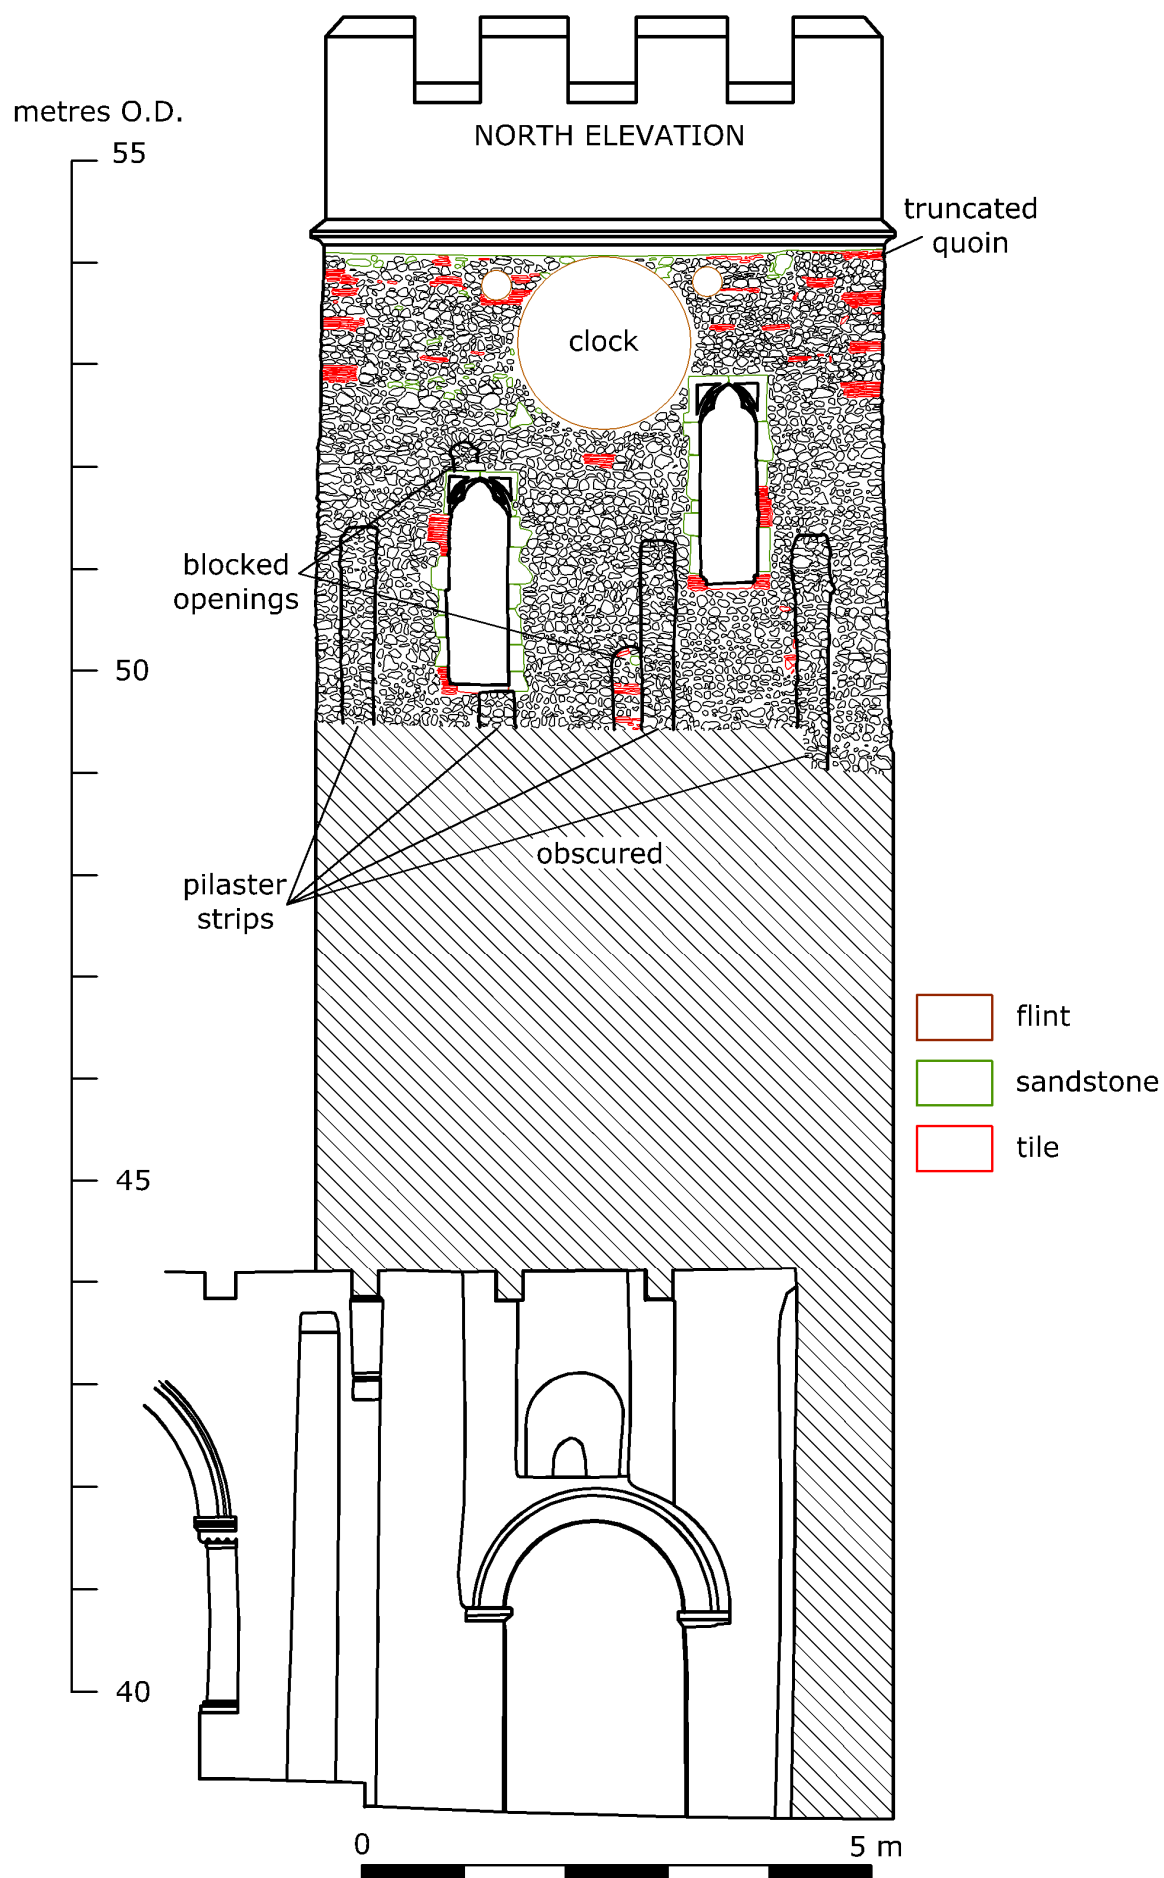 NORTH ELEVATION
metres O.D.
55
truncated
quoin
clock
blocked
openings
50
obscured
pilaster
strips
flint
sandstone
tile
45
40
0
5 m